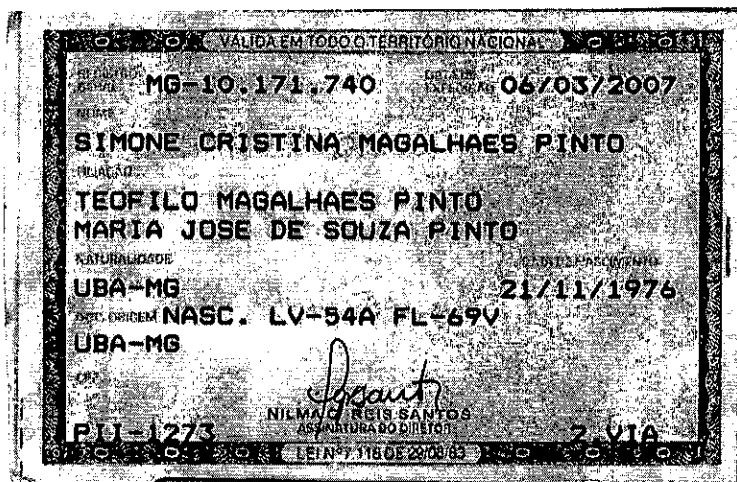 VÁLIDA EM TODO O TERRITÓRIO NACIONAL
REGISTRO GERAL MG-10.171.740 DATA DE EXPEDIÇÃO 06/03/2007
NOME
SIMONE CRISTINA MAGALHAES PINTO
FILIAÇÃO
TEOFILO MAGALHAES PINTO
MARIA JOSE DE SOUZA PINTO
NATURALIDADE DATA DE NASCIMENTO
UBA-MG 21/11/1976
DOC. ORIGEM NASC. LV-54A FL-69V
UBA-MG
CPF
NILMA
REIS SANTOS
PII-1273 ASSINATURA DO DIRETOR 2 VIA
LEI Nº 7.116 DE 29/08/83